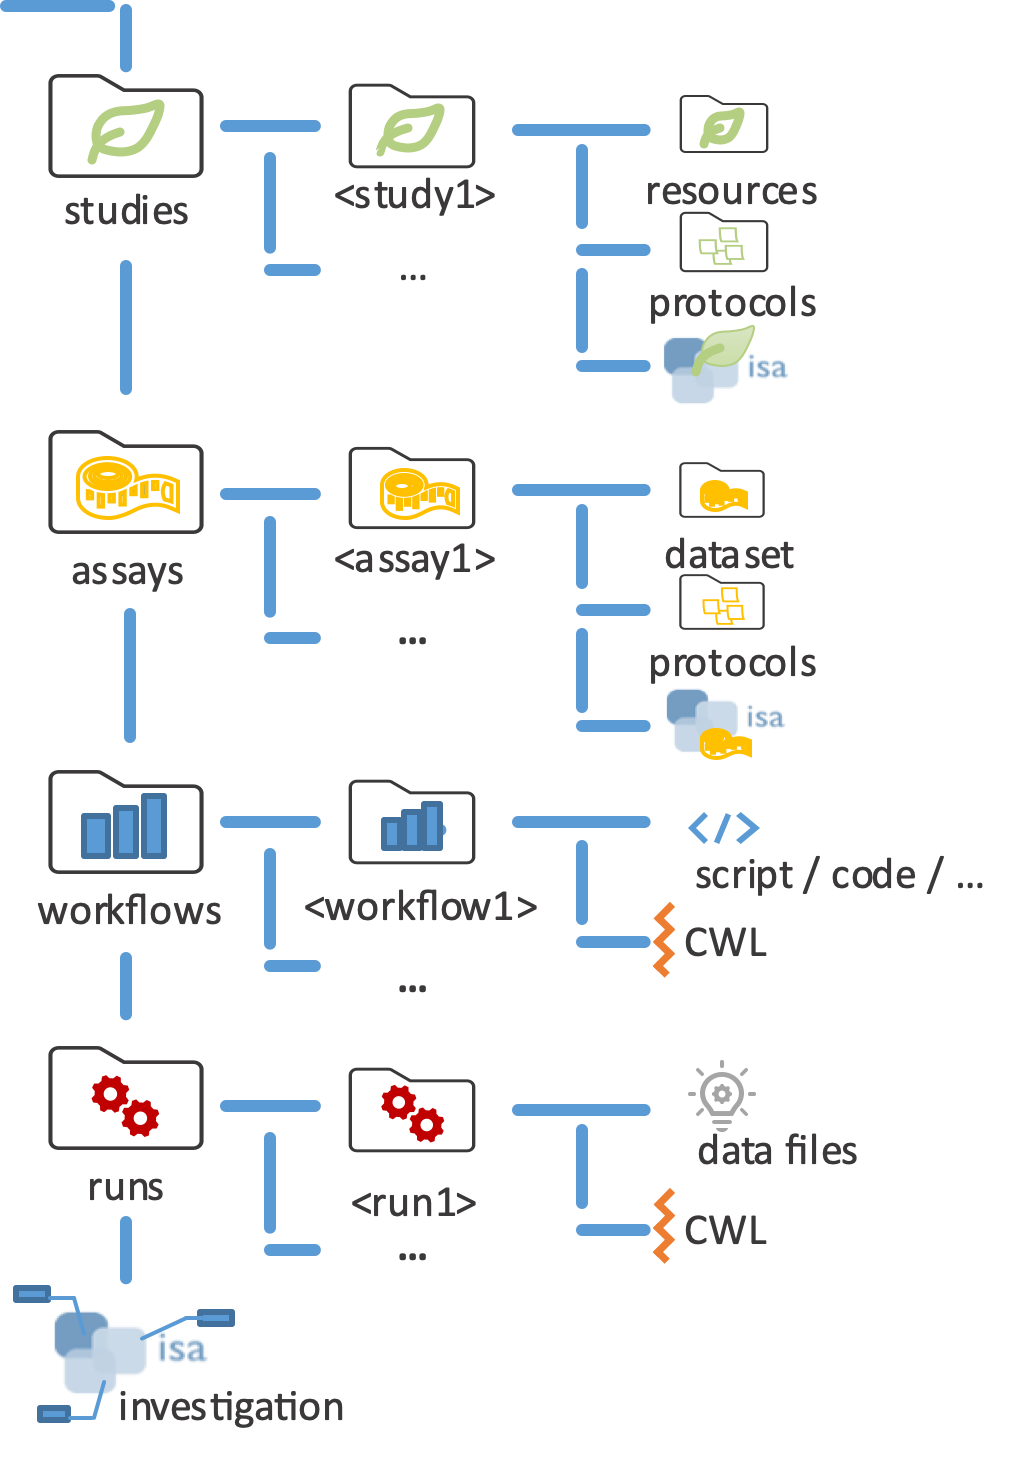 studies
<study1>
...
resources
protocols
isa
assays
<assay1>
...
dataset
protocols
isa
workflows
<workflow1>
...
</>
script / code / ...
CWL
runs
<run1>
...
data files
CWL
isa
investigation